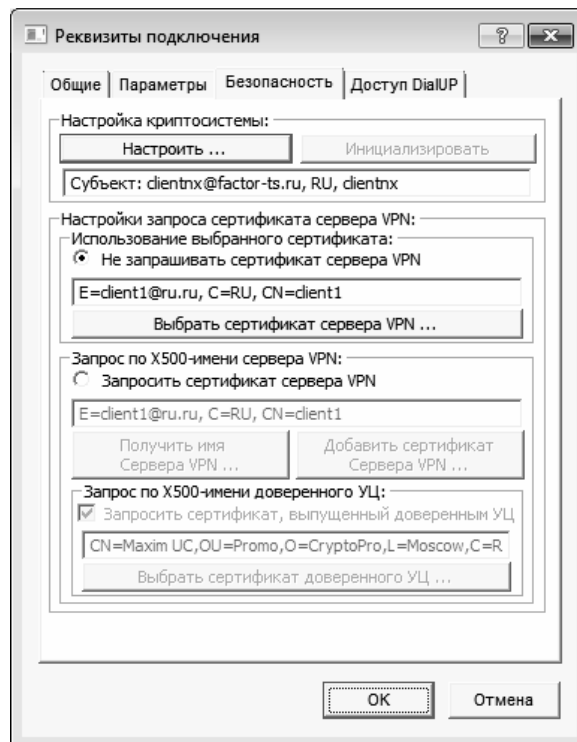 Реквизиты подключения
Общие Параметры Безопасность Доступ DialUP
Настройка криптосистемы:
Настроить ... Инициализировать
Субъект: clientnx@factor-ts.ru, RU, clientnx
Настройки запроса сертификата сервера VPN:
Использование выбранного сертификата:
Не запрашивать сертификат сервера VPN
E=client1@ru.ru, C=RU, CN=client1
Выбрать сертификат сервера VPN ...
Запрос по X500-имени сервера VPN:
Запросить сертификат сервера VPN
E=client1@ru.ru, C=RU, CN=client1
Получить имя Добавить сертификат
Сервера VPN ... Сервера VPN ...
Запрос по X500-имени доверенного УЦ:
Запросить сертификат, выпущенный доверенным УЦ
CN=Maxim UC,OU=Promo,O=CryptoPro,L=Moscow,C=R
Выбрать сертификат доверенного УЦ ...
OK Отмена